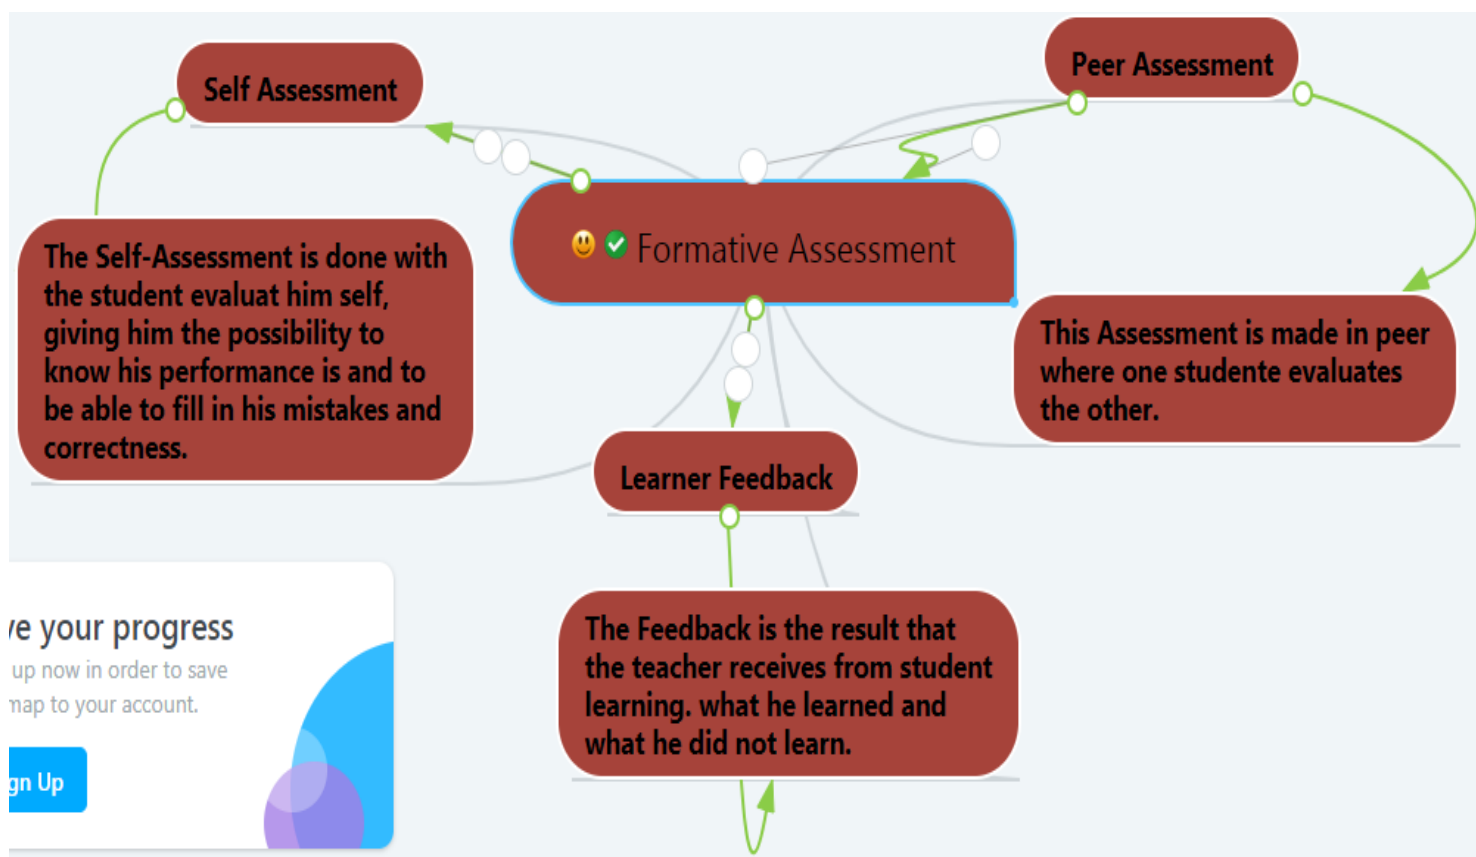 Self Assessment
Peer Assessment
Formative Assessment
The Self-Assessment is done with
the student evaluat him self,
giving him the possibility to
know his performance is and to
be able to fill in his mistakes and
correctness.
This Assessment is made in peer
where one studente evaluates
the other.
Learner Feedback
The Feedback is the result that
the teacher receives from student
learning. what he learned and
what he did not learn.
your progress
up now in order to save
map to your account.
Up